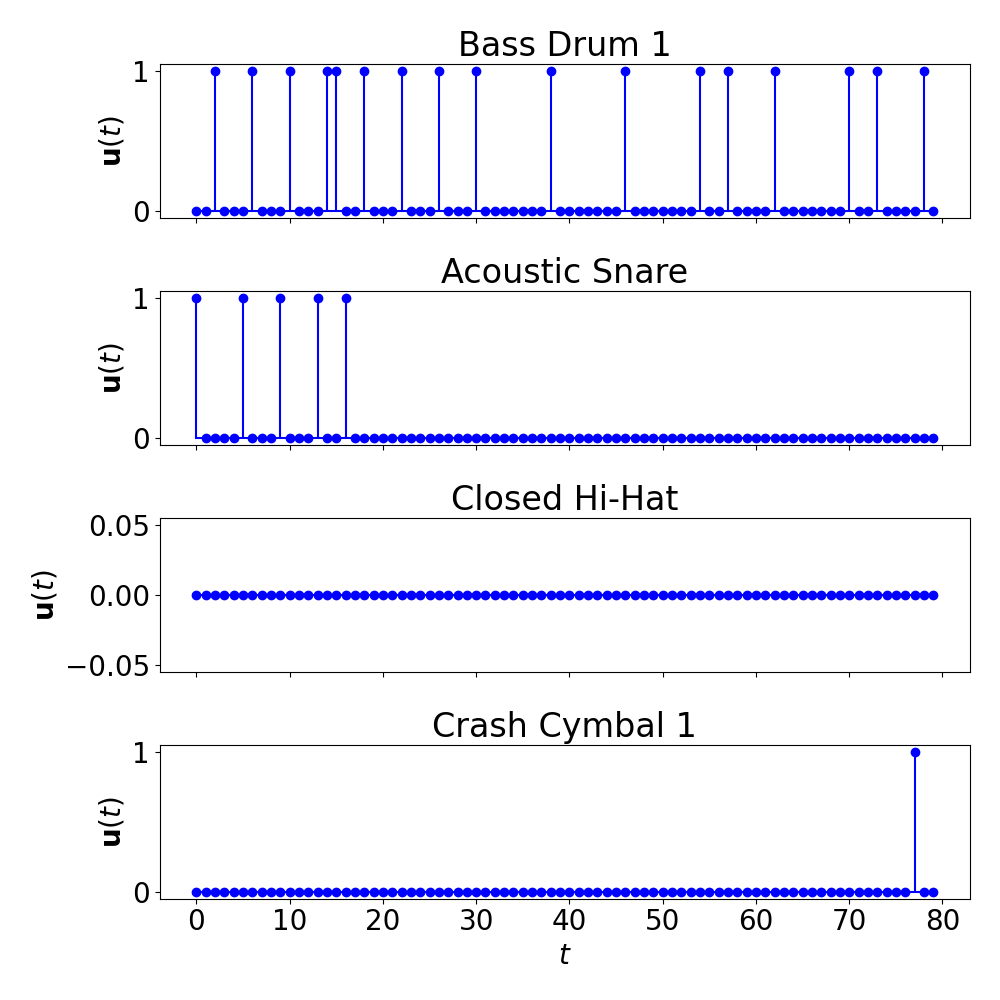 Bass Drum 1
1
u(t)
0
Acoustic Snare
1
u(t)
0
Closed Hi-Hat
0.05
u(t)
0.00
−0.05
Crash Cymbal 1
1
u(t)
0
0 10 20 30 40 50 60 70 80
t